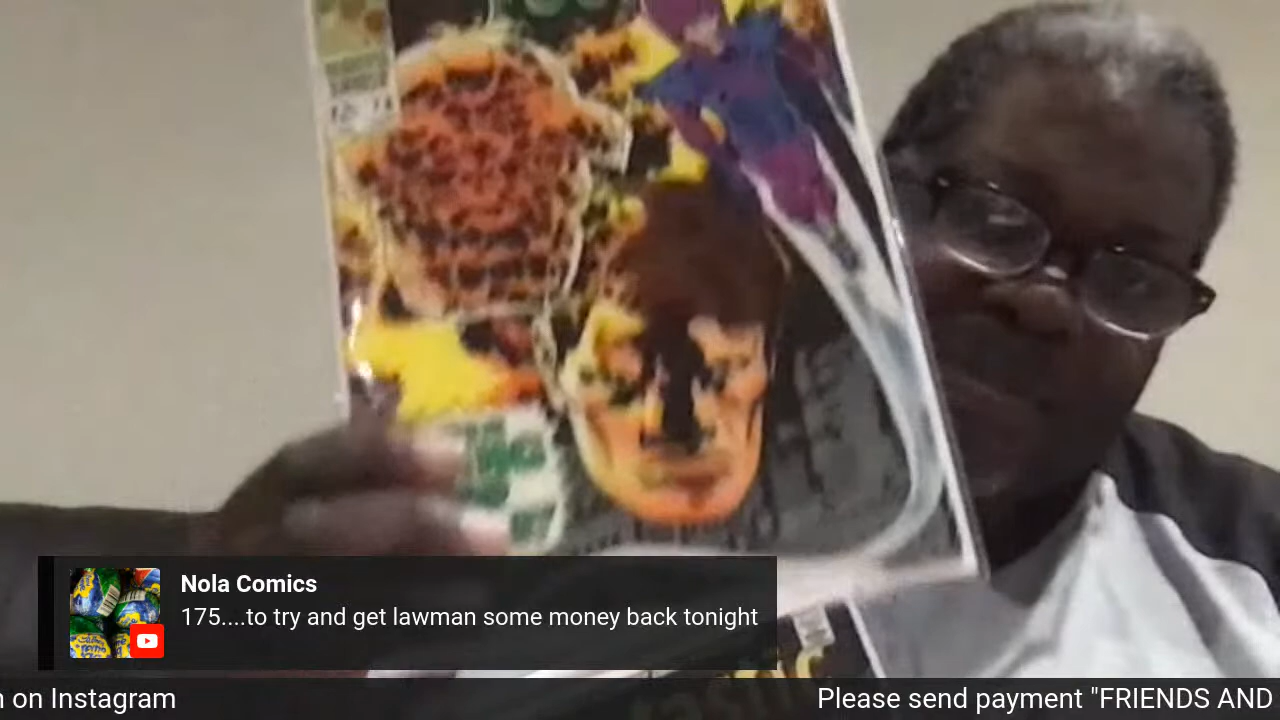 Nola Comics
175....to try and get lawman some money back tonight
n on Instagram
Please send payment "FRIENDS AND